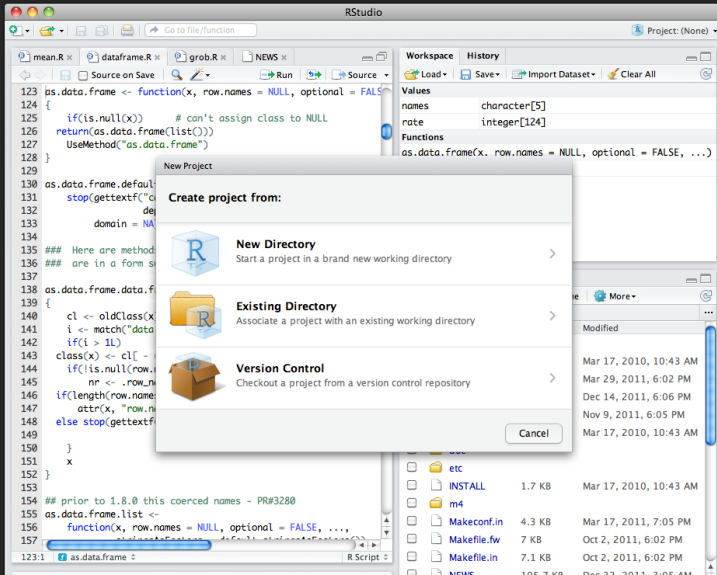 RStudio
Go to file/function
Project: (None)
mean.R
dataframe.R
grob.R
NEWS
Source on Save
Run
Source
123 as.data.frame <- function(x, row.names = NULL, optional = FALS
124 {
125 if(is.null(x)) # can't assign class to NULL
126 return(as.data.frame(list()))
127 UseMethod("as.data.frame")
128 }
129
130 as.data.frame.defaul
131 stop(gettextf("c
132 de
133 domain = NA
134
135 ### Here are method
136 ### are in a form s
137
138 as.data.frame.data.f
139 {
140 cl <- oldClass(x
141 i <- match("data
142 if(i > 1L)
143 class(x) <- cl[ - (
144 if(!is.null(row.
145 nr <- .row_n
146 if(length(row.names
147 attr(x, "row.n
148 else stop(gettextf
149
150 }
151 x
152 }
153
154 ## prior to 1.8.0 this coerced names - PR#3280
155 as.data.frame.list <-
156 function(x, row.names = NULL, optional = FALSE, ...,
157
123:1 as.data.frame R Script
Workspace History
Load Save Import Dataset Clear All
Values
names character[5]
rate integer[124]
Functions
as.data.frame(x, row.names = NULL, optional = FALSE, ...)
New Project
Create project from:
New Directory
Start a project in a brand new working directory
Existing Directory
Associate a project with an existing working directory
Version Control
Checkout a project from a version control repository
Cancel
More
Modified
Mar 17, 2010, 10:43 AM
Mar 29, 2011, 6:02 PM
Dec 14, 2011, 6:06 PM
Nov 9, 2011, 6:05 PM
Mar 17, 2010, 10:43 AM
etc
INSTALL 1.7 KB Mar 17, 2010, 10:43 AM
m4
Makeconf.in 4.3 KB Mar 17, 2011, 7:05 PM
Makefile.fw 7 KB Oct 2, 2011, 6:02 PM
Makefile.in 7.1 KB Oct 2, 2011, 6:02 PM
NEWS 195.7 KB Dec 22, 2011, 3:05 AM